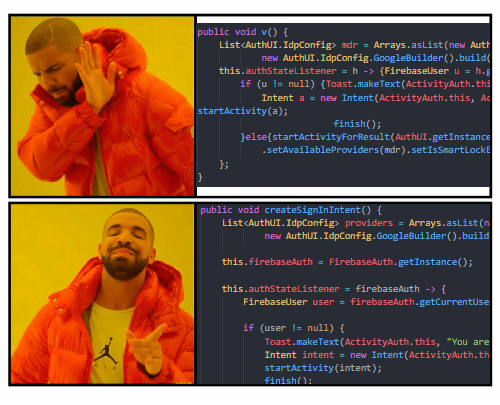 public void v() {
List<AuthUI.IdpConfig> mdr = Arrays.asList(new Auth
new AuthUI.IdpConfig.GoogleBuilder().build(
this.authStateListener = h -> {FirebaseUser u = h.g
if (u != null) {Toast.makeText(ActivityAuth.thi
Intent a = new Intent(ActivityAuth.this, Ac
startActivity(a);
finish();
}else{startActivityForResult(AuthUI.getInstance
.setAvailableProviders(mdr).setIsSmartLockE
};
}
public void createSignInIntent() {
List<AuthUI.IdpConfig> providers = Arrays.asList(n
new AuthUI.IdpConfig.GoogleBuilder().build
this.firebaseAuth = FirebaseAuth.getInstance();
this.authStateListener = firebaseAuth -> {
FirebaseUser user = firebaseAuth.getCurrentUse
if (user != null) {
Toast.makeText(ActivityAuth.this, "You are
Intent intent = new Intent(ActivityAuth.th
startActivity(intent);
finish();